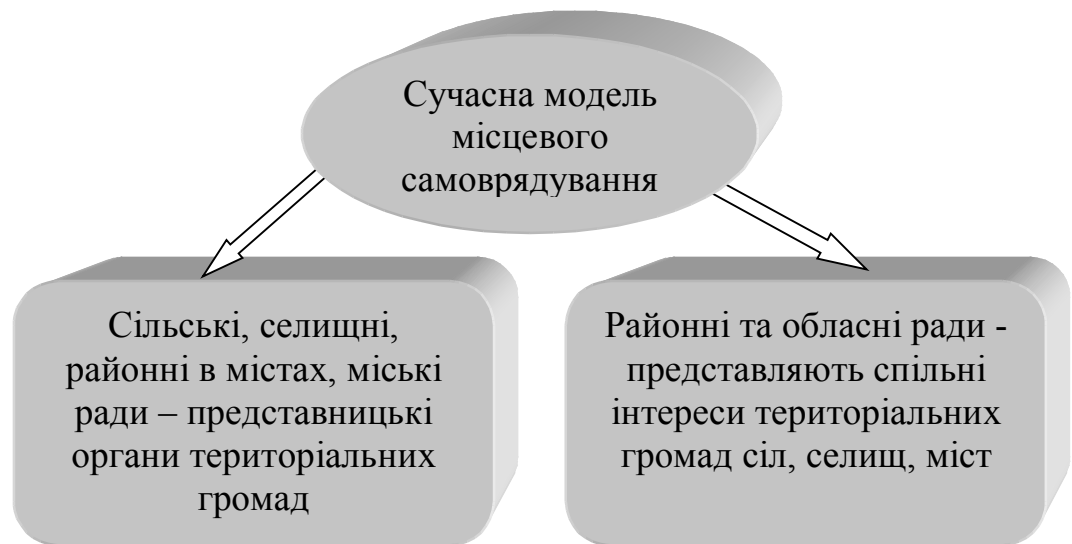 Сучасна модель
місцевого
самоврядування
Сільські, селищні,
районні в містах, міські
ради – представницькі
органи територіальних
громад
Районні та обласні ради -
представляють спільні
інтереси територіальних
громад сіл, селищ, міст